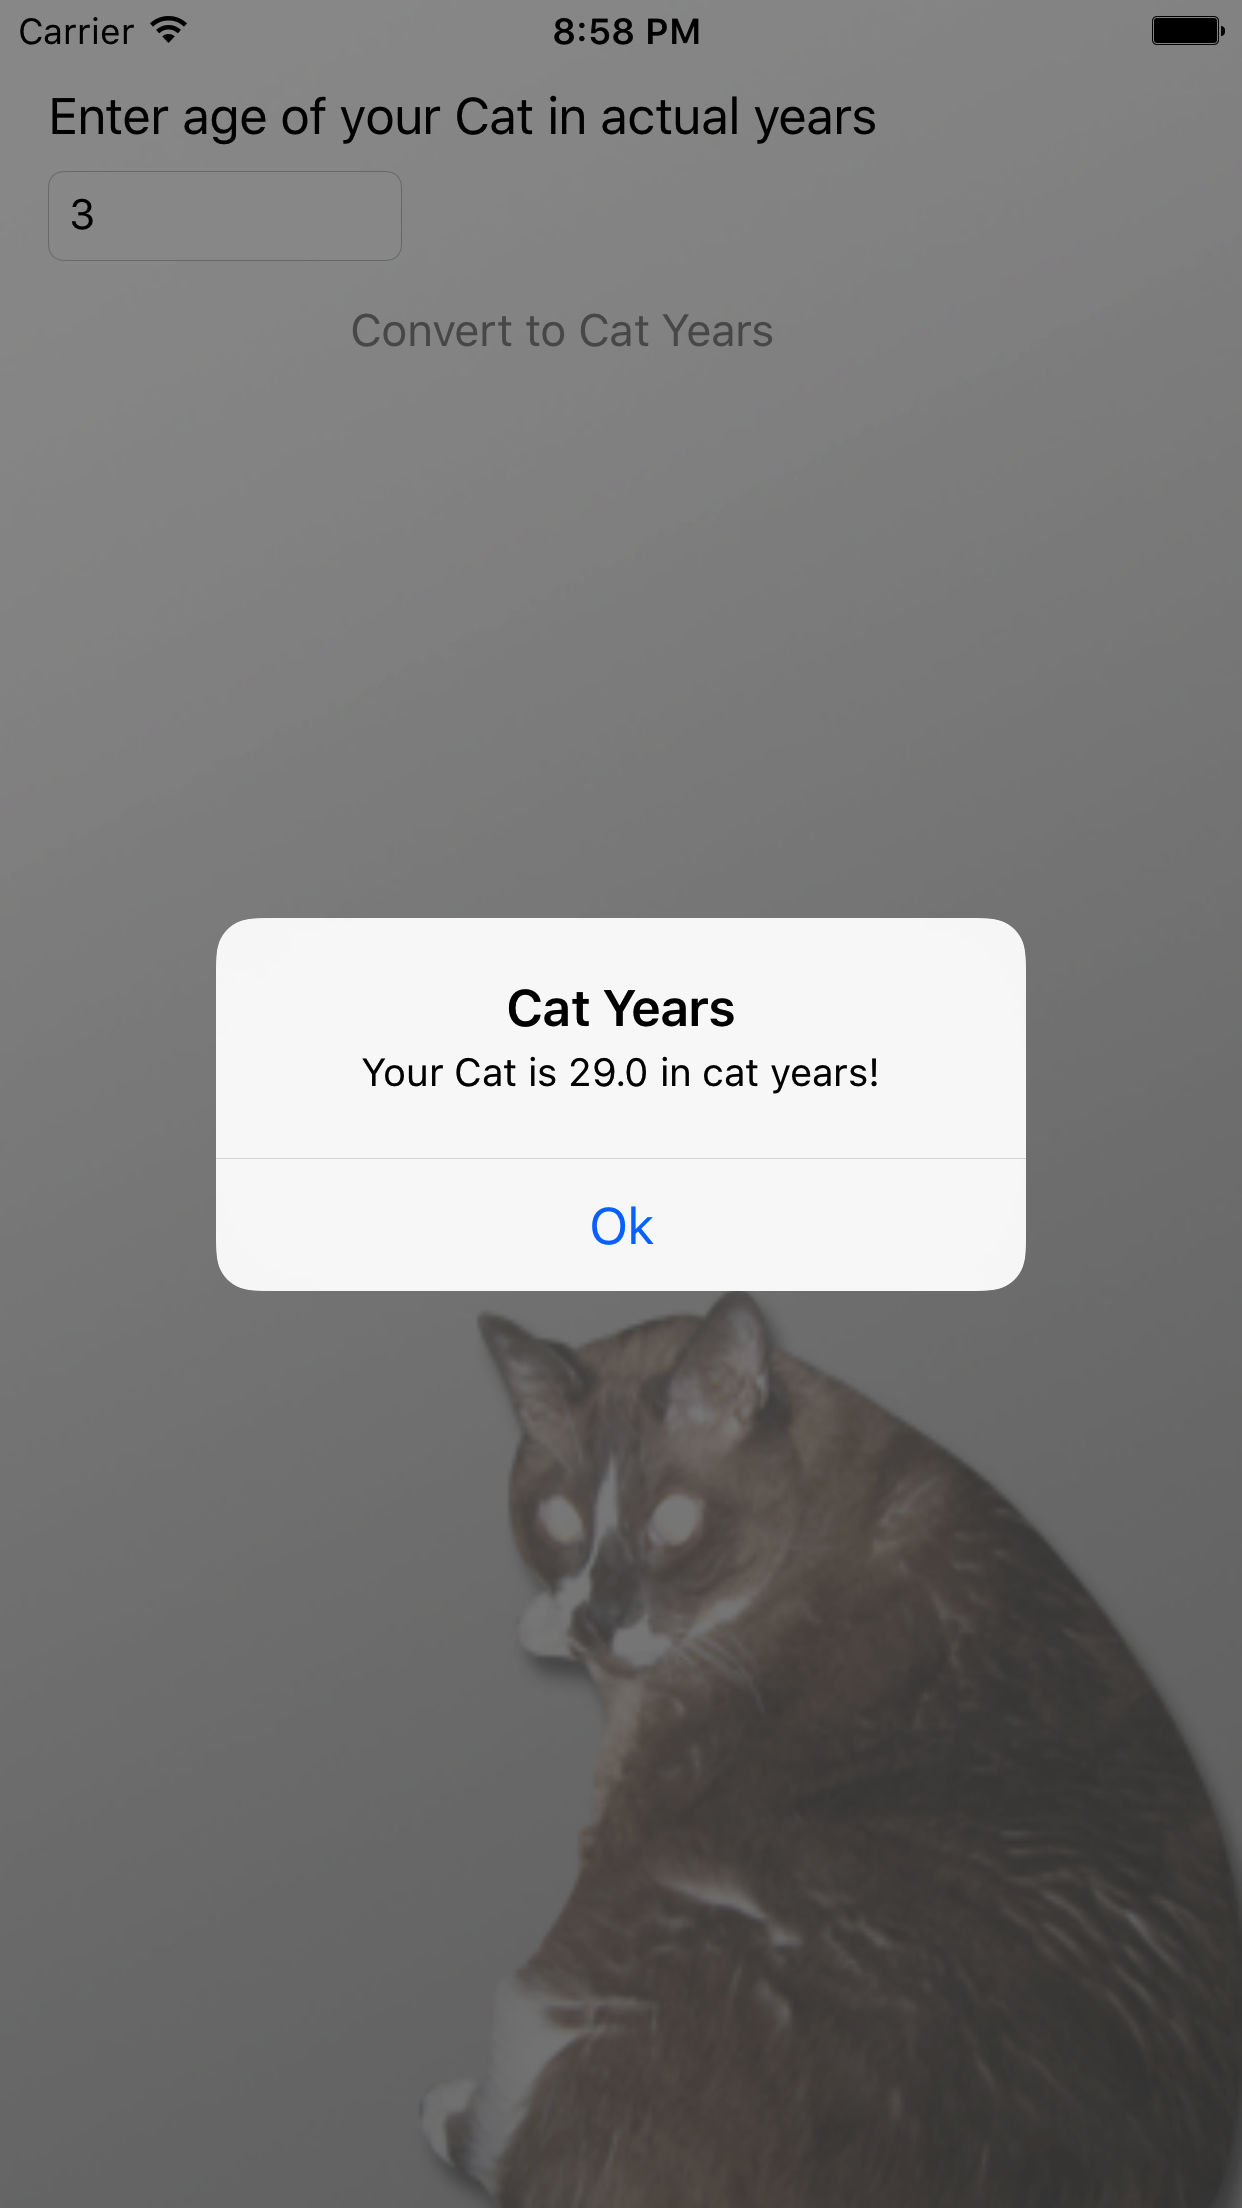 Carrier 8:58 PM
Enter age of your Cat in actual years
3
Convert to Cat Years
Cat Years
Your Cat is 29.0 in cat years!
Ok